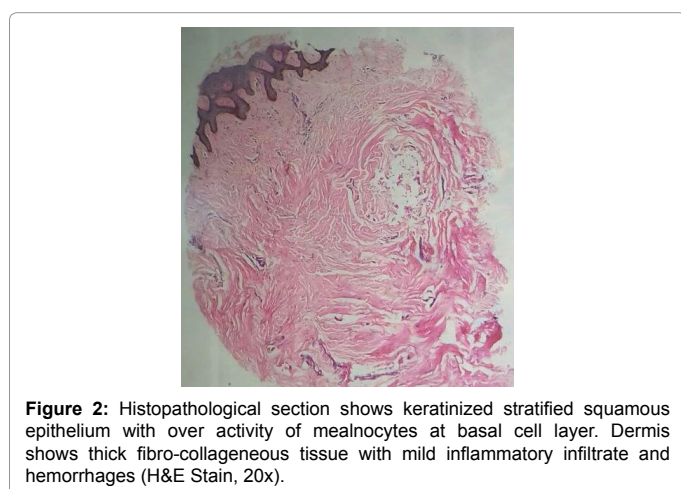 Figure 2: Histopathological section shows keratinized stratified squamous
epithelium with over activity of mealnocytes at basal cell layer. Dermis
shows thick fibro-collageneous tissue with mild inflammatory infiltrate and
hemorrhages (H&E Stain, 20x).